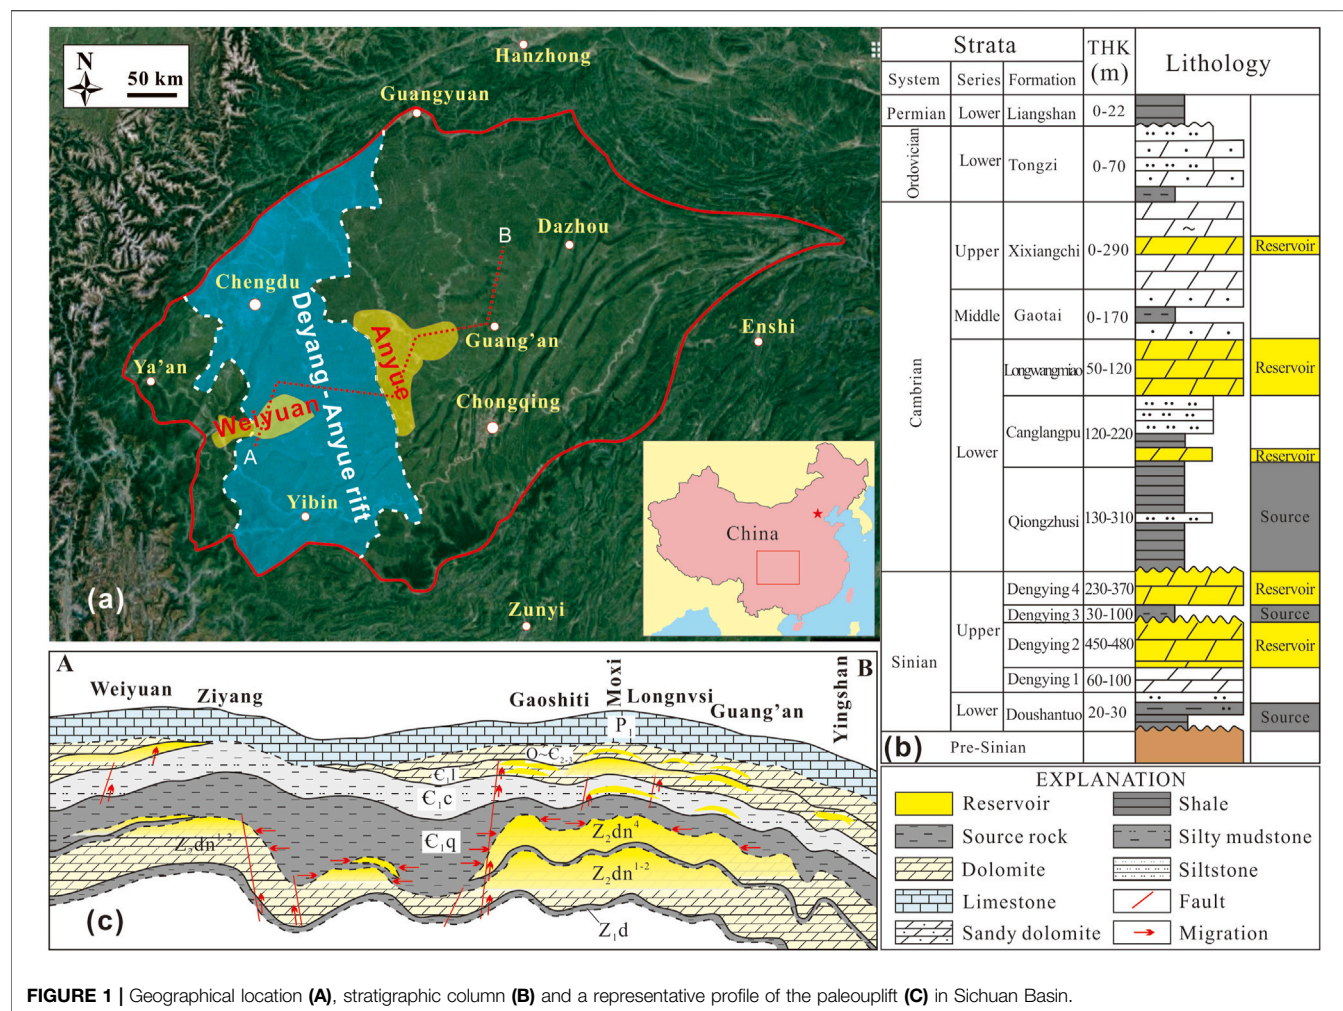 N
50 km
Hanzhong
Guangyuan
B
Dazhou
Chengdu
Deyang - Anyue rift
Anyue
Guang'an
Enshi
Ya'an
Weiyuan
Chongqing
A
Yibin
China
(a)
Zunyi
A
B
Weiyuan
Ziyang
Gaoshiti
Moxi
Longnvsi
Guang'an
Yingshan
P₁
O~Є₂₋₃
Є₁l
Є₁c
Є₁q
Z₂dn¹⁻²
Z₂dn⁴
Z₂dn¹⁻²
Z₁d
(c)
Strata
THK
(m)
Lithology
System
Series
Formation
Permian
Lower
Liangshan
0-22
Ordovician
Lower
Tongzi
0-70
Cambrian
Upper
Xixiangchi
0-290
Reservoir
Middle
Gaotai
0-170
Lower
Longwangmiao
50-120
Reservoir
Canglangpu
120-220
Reservoir
Qiongzhusi
130-310
Source
Sinian
Upper
Dengying 4
230-370
Reservoir
Dengying 3
30-100
Source
Dengying 2
450-480
Reservoir
Dengying 1
60-100
Lower
Doushantuo
20-30
Source
(b)
Pre-Sinian
EXPLANATION
Reservoir
Shale
Source rock
Silty mudstone
Dolomite
Siltstone
Limestone
Fault
Sandy dolomite
Migration
FIGURE 1 | Geographical location (A), stratigraphic column (B) and a representative profile of the paleouplift (C) in Sichuan Basin.